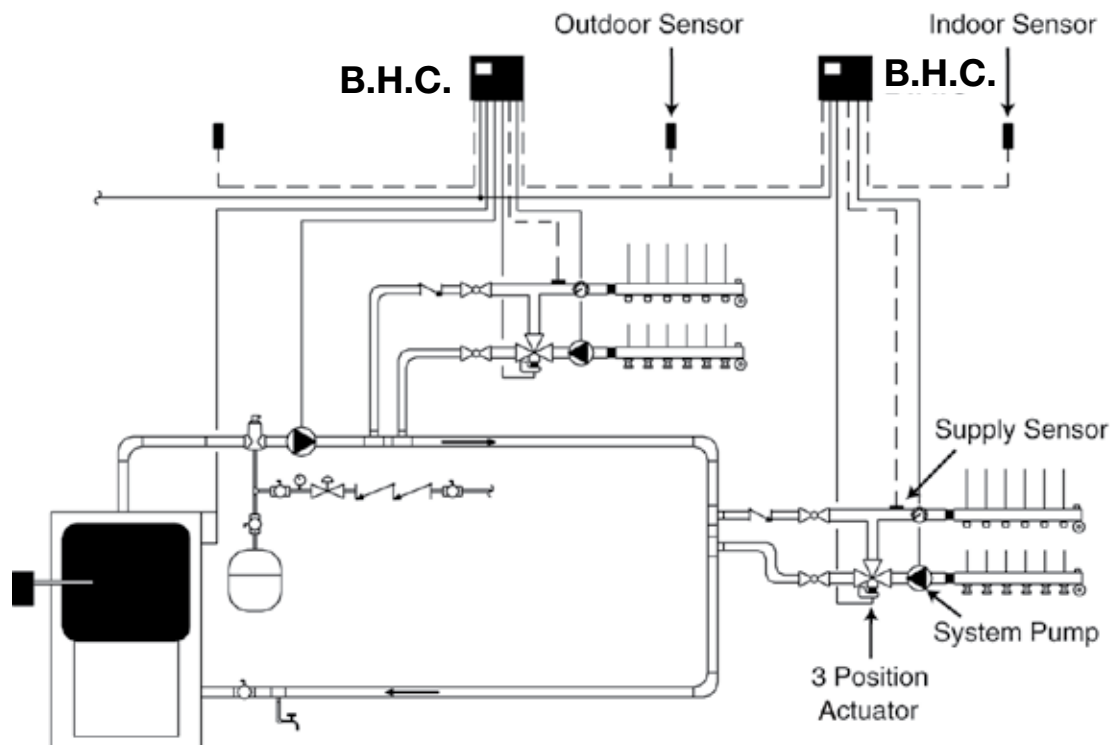 Outdoor Sensor
Indoor Sensor
B.H.C.
B.H.C.
Supply Sensor
System Pump
3 Position
Actuator